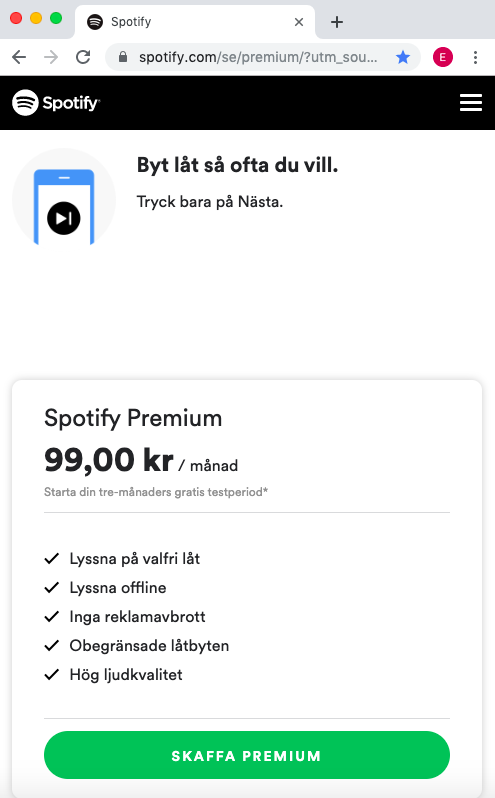 Spotify
spotify.com/se/premium/?utm_sou...
E
Spotify
Byt låt så ofta du vill.
Tryck bara på Nästa.
Spotify Premium
99,00 kr / månad
Starta din tre-månaders gratis testperiod*
Lyssna på valfri låt
Lyssna offline
Inga reklamavbrott
Obegränsade låtbyten
Hög ljudkvalitet
SKAFFA PREMIUM